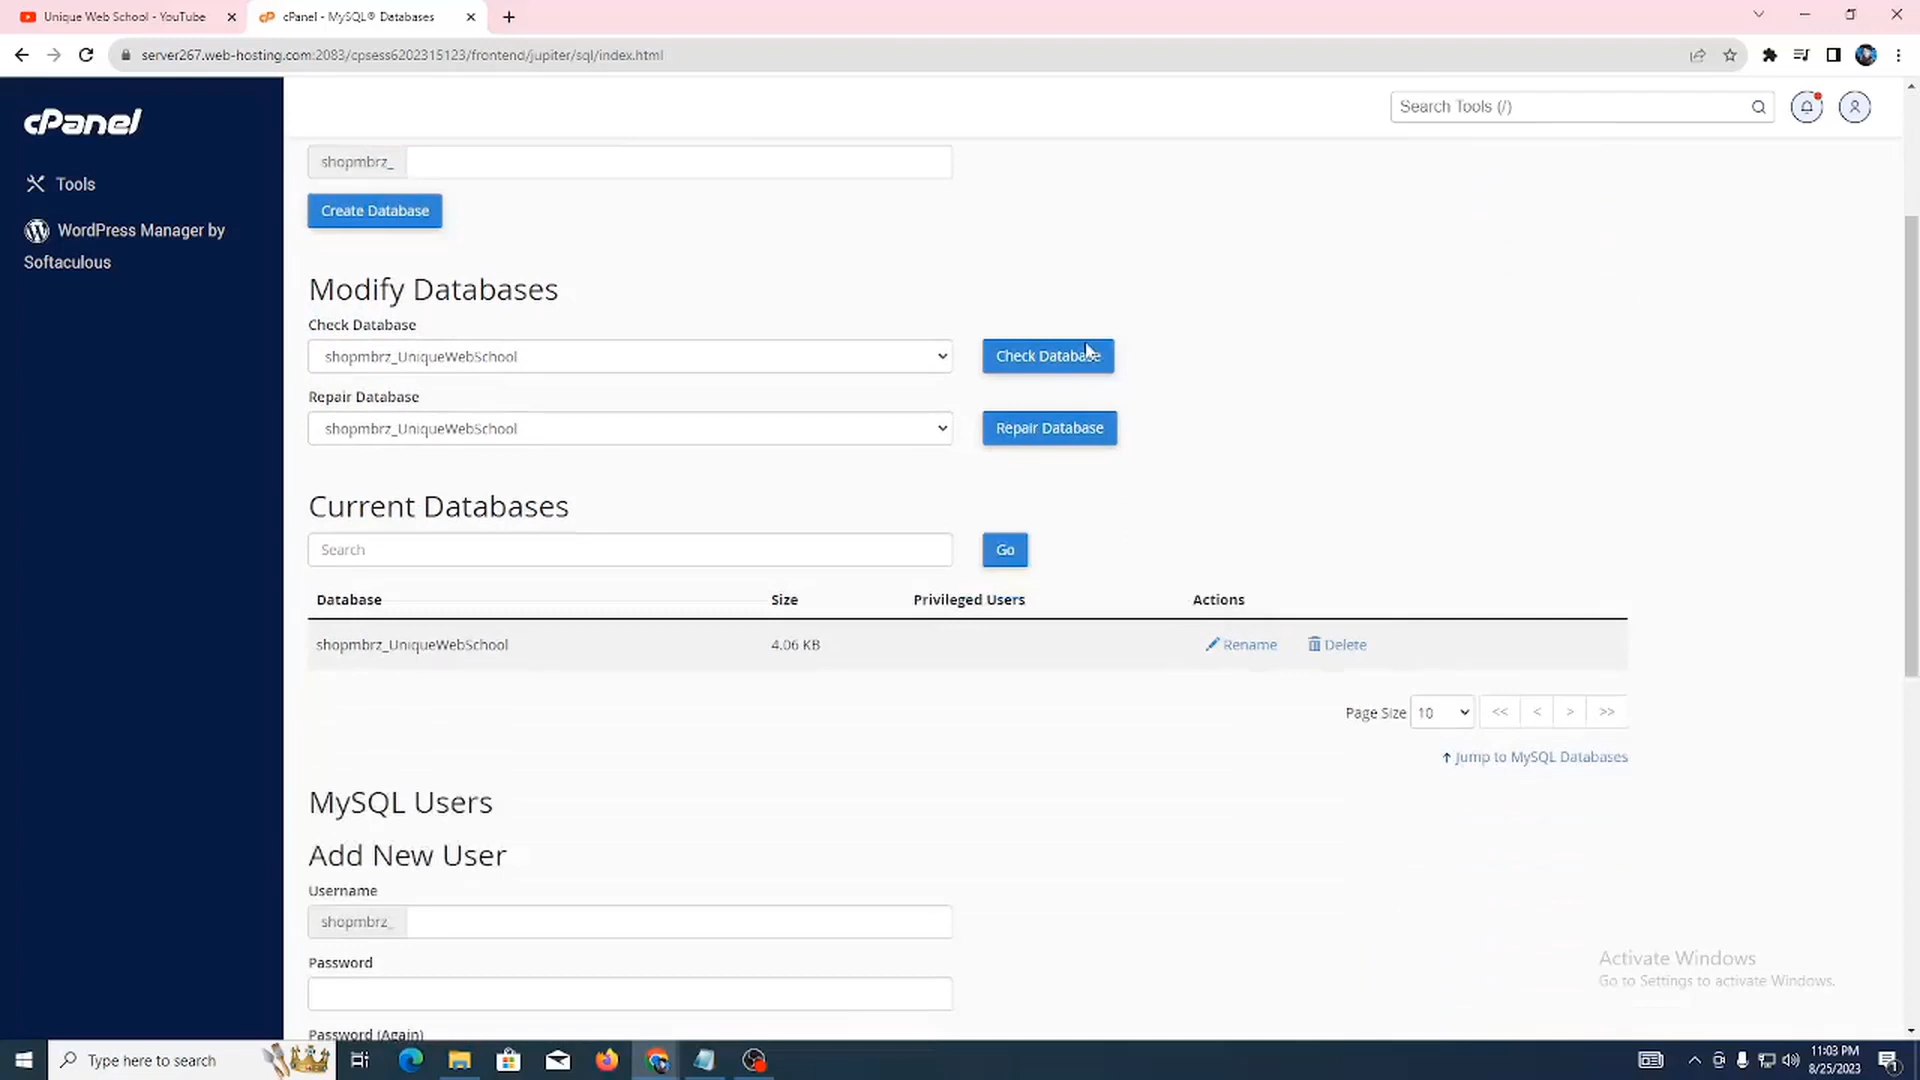 Unique Web School - YouTube
cPanel - MySQL® Databases
server267.web-hosting.com:2083/cpsess6202315123/frontend/jupiter/sql/index.html
cPanel
Search Tools (/)
Tools
WordPress Manager by
Softaculous
shopmbrz_
Create Database
Modify Databases
Check Database
shopmbrz_UniqueWebSchool
Check Database
Repair Database
shopmbrz_UniqueWebSchool
Repair Database
Current Databases
Search
Go
Database Size Privileged Users Actions
shopmbrz_UniqueWebSchool 4.06 KB Rename Delete
Page Size 10 << < > >>
Jump to MySQL Databases
MySQL Users
Add New User
Username
shopmbrz_
Password
Password (Again)
Activate Windows
Go to Settings to activate Windows.
Type here to search
11:03 PM
8/25/2023
1